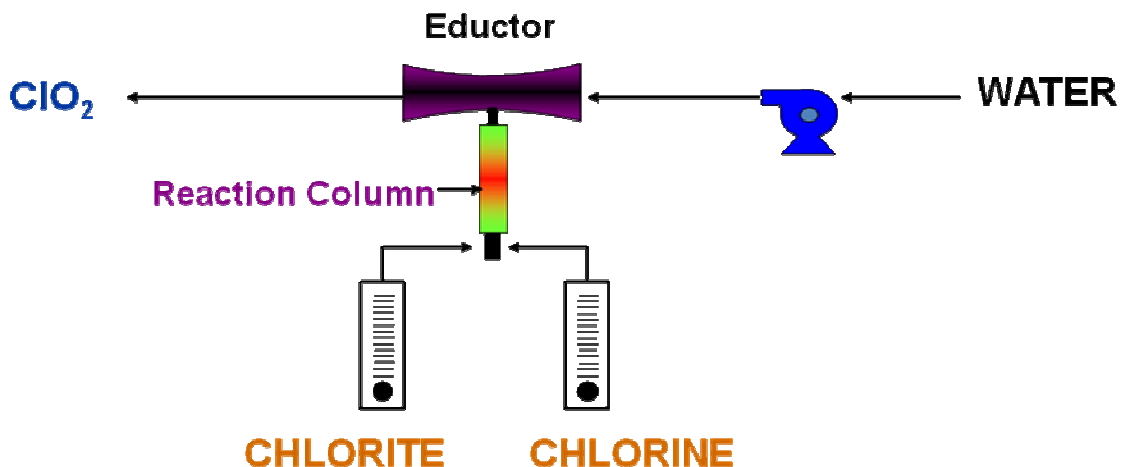 Eductor
ClO₂
WATER
Reaction Column
CHLORITE
CHLORINE